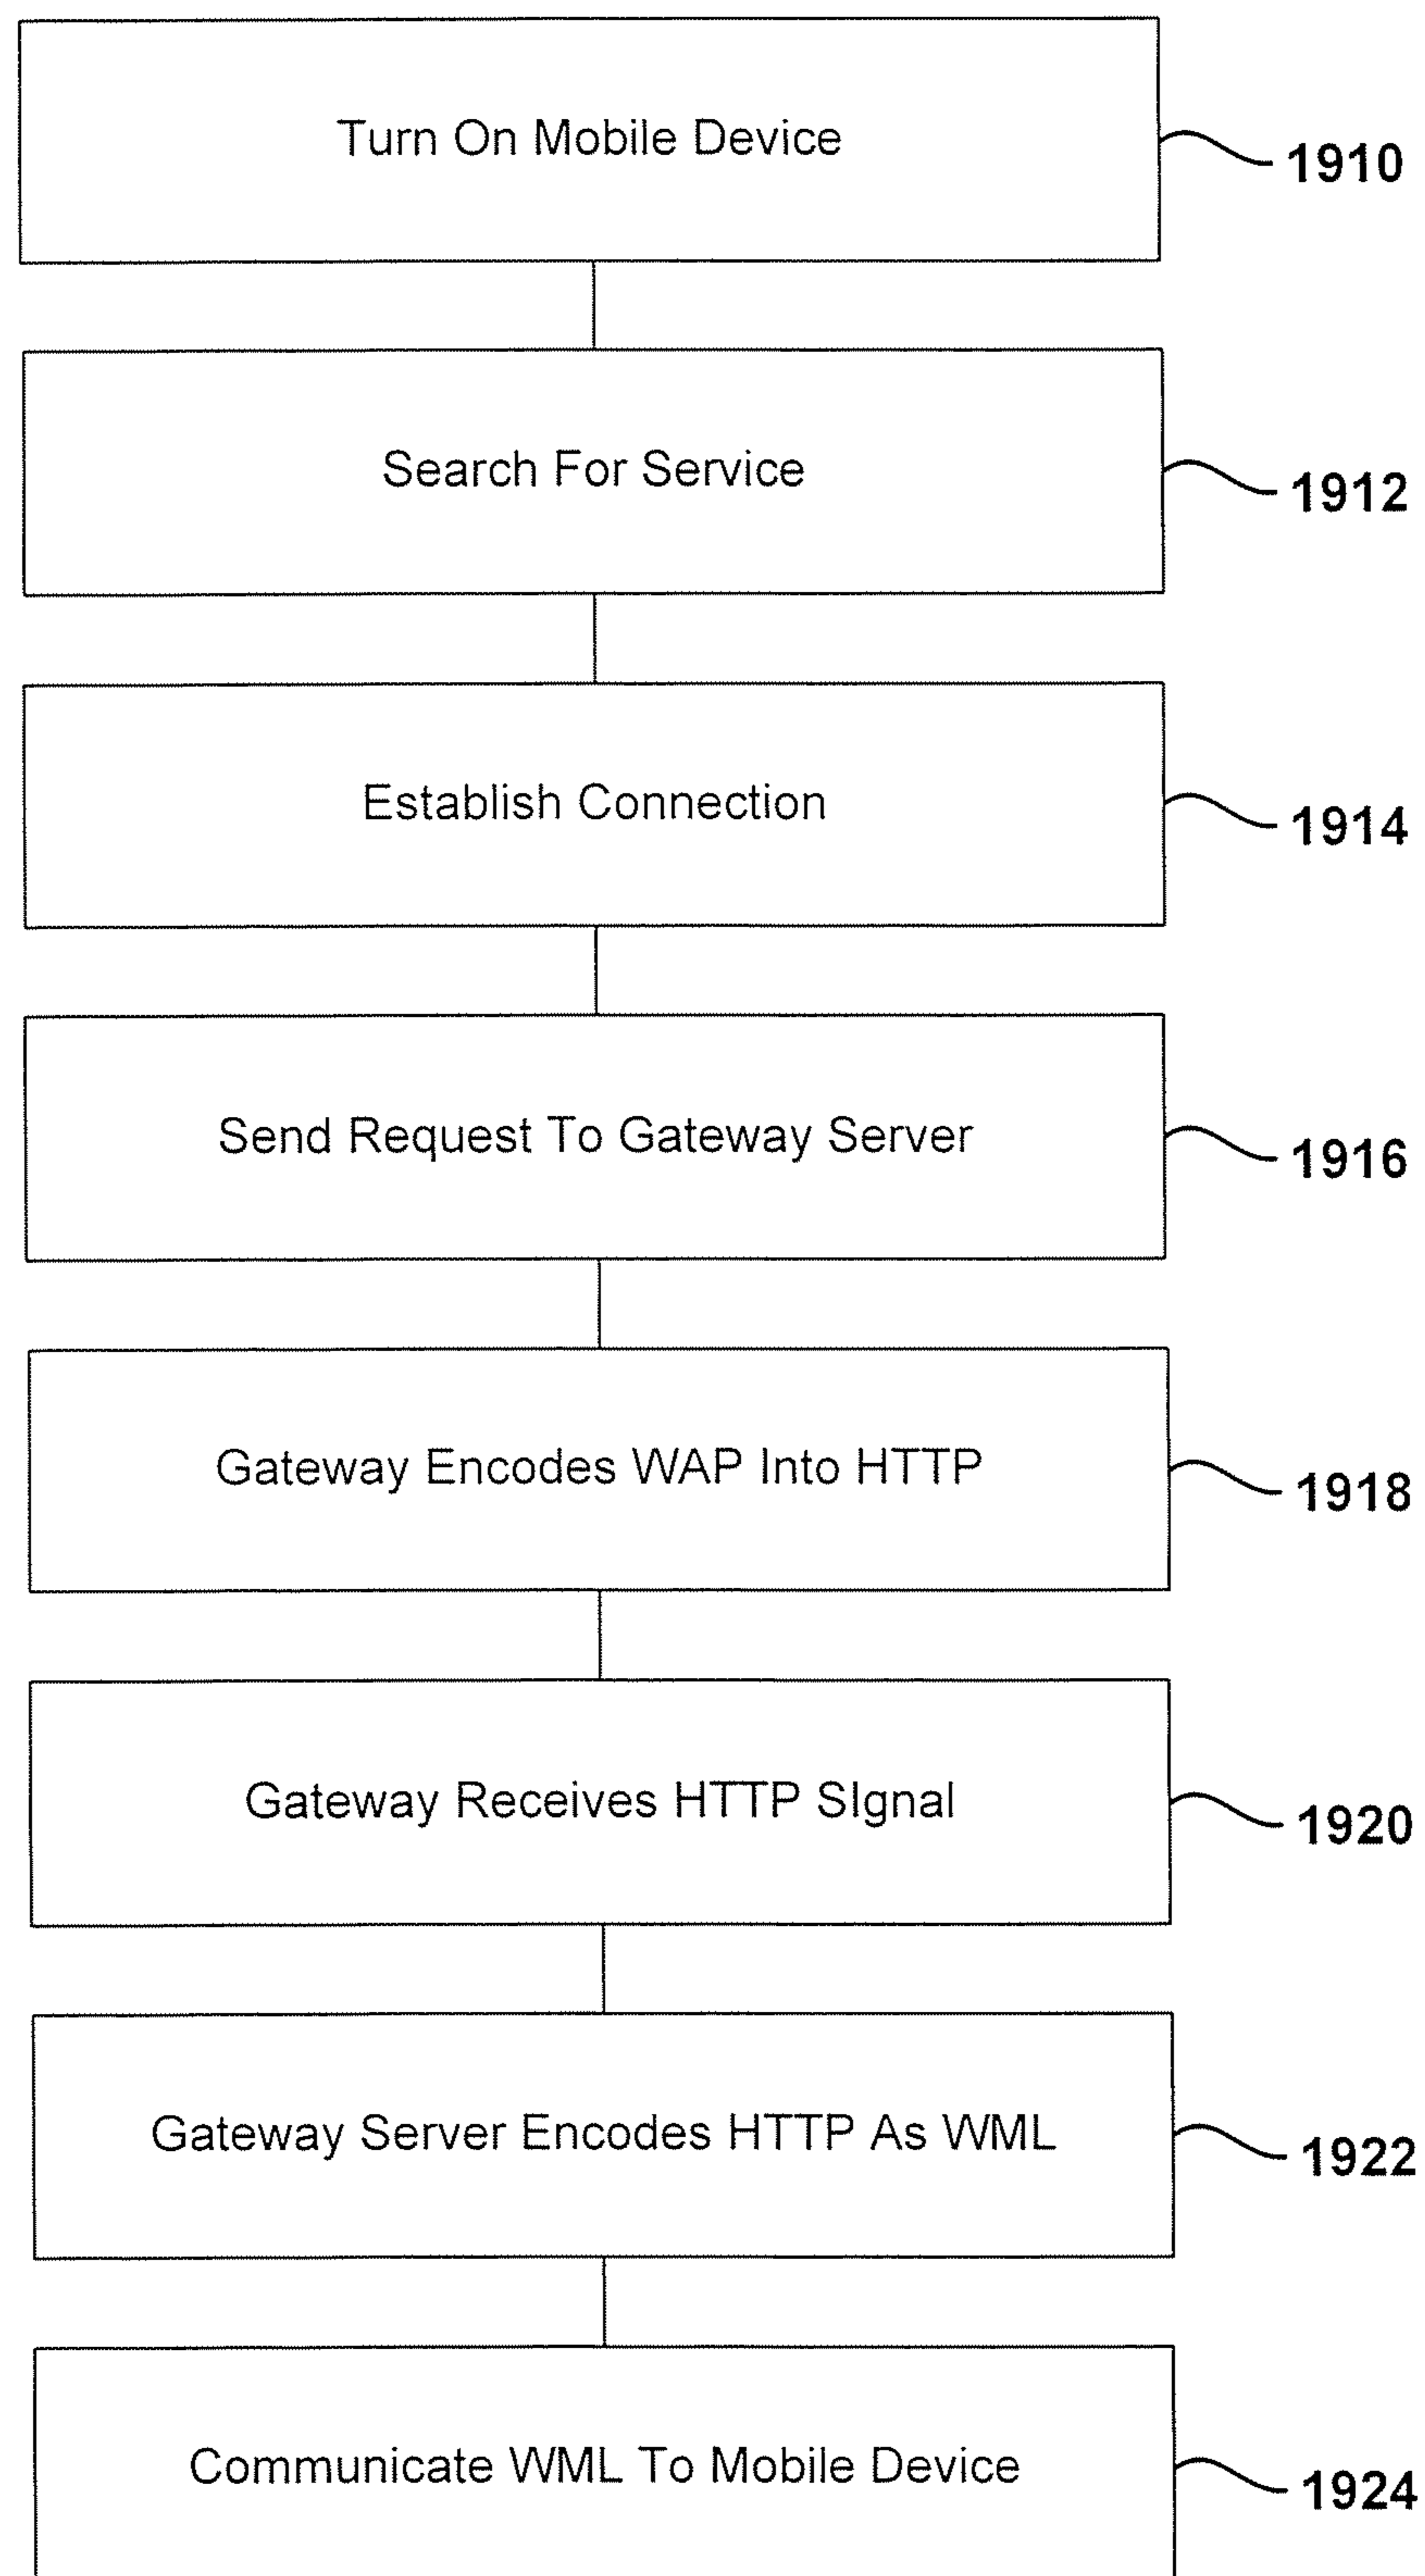 Turn On Mobile Device
1910
Search For Service
1912
Establish Connection
1914
Send Request To Gateway Server
1916
Gateway Encodes WAP Into HTTP
1918
Gateway Receives HTTP SIgnal
1920
Gateway Server Encodes HTTP As WML
1922
Communicate WML To Mobile Device
1924